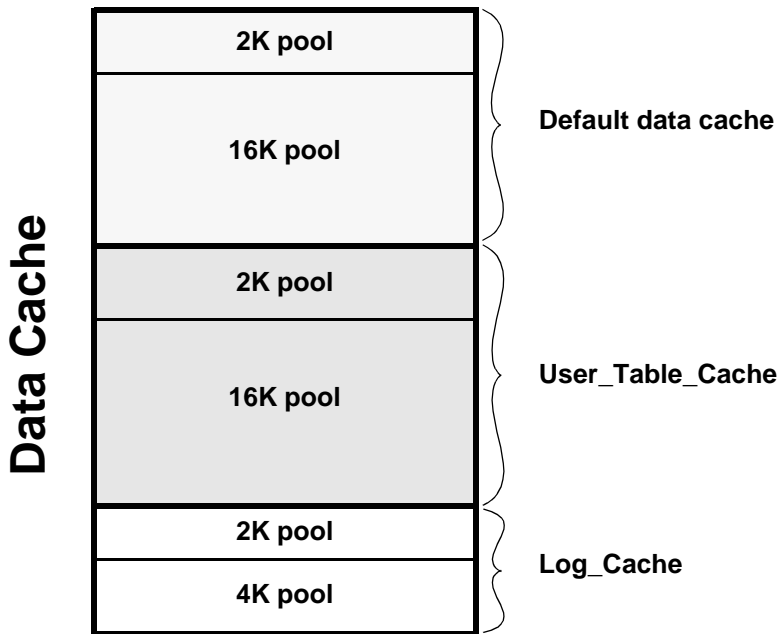 Data Cache
2K pool
16K pool
Default data cache
2K pool
16K pool
User_Table_Cache
2K pool
4K pool
Log_Cache